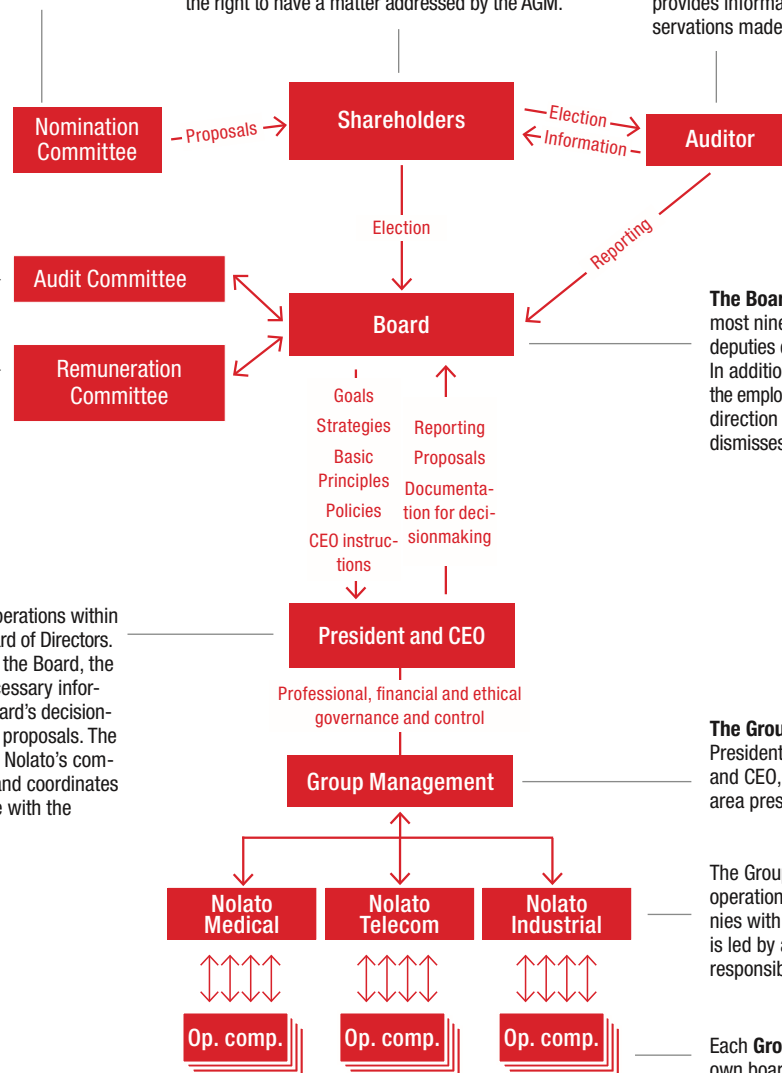 the right to have a matter addressed by the AGM.
provides informa
servations made
Nomination
Committee
Proposals
Shareholders
Election
Information
Auditor
Election
Reporting
Audit Committee
Board
Remuneration
Committee
The Boar
most nine
deputies
In addition
the emplo
direction
dismisses
Goals
Strategies
Basic
Principles
Policies
CEO instruc-
tions
Reporting
Proposals
Documenta-
tion for deci-
sionmaking
perations within
rd of Directors.
the Board, the
cessary infor-
ard’s decision-
proposals. The
Nolato’s com-
and coordinates
e with the
President and CEO
Professional, financial and ethical
governance and control
Group Management
The Grou
President
and CEO,
area pres
Nolato
Medical
Nolato
Telecom
Nolato
Industrial
The Grou
operation
nies with
is led by
responsib
Op. comp.
Op. comp.
Op. comp.
Each Gro
own board